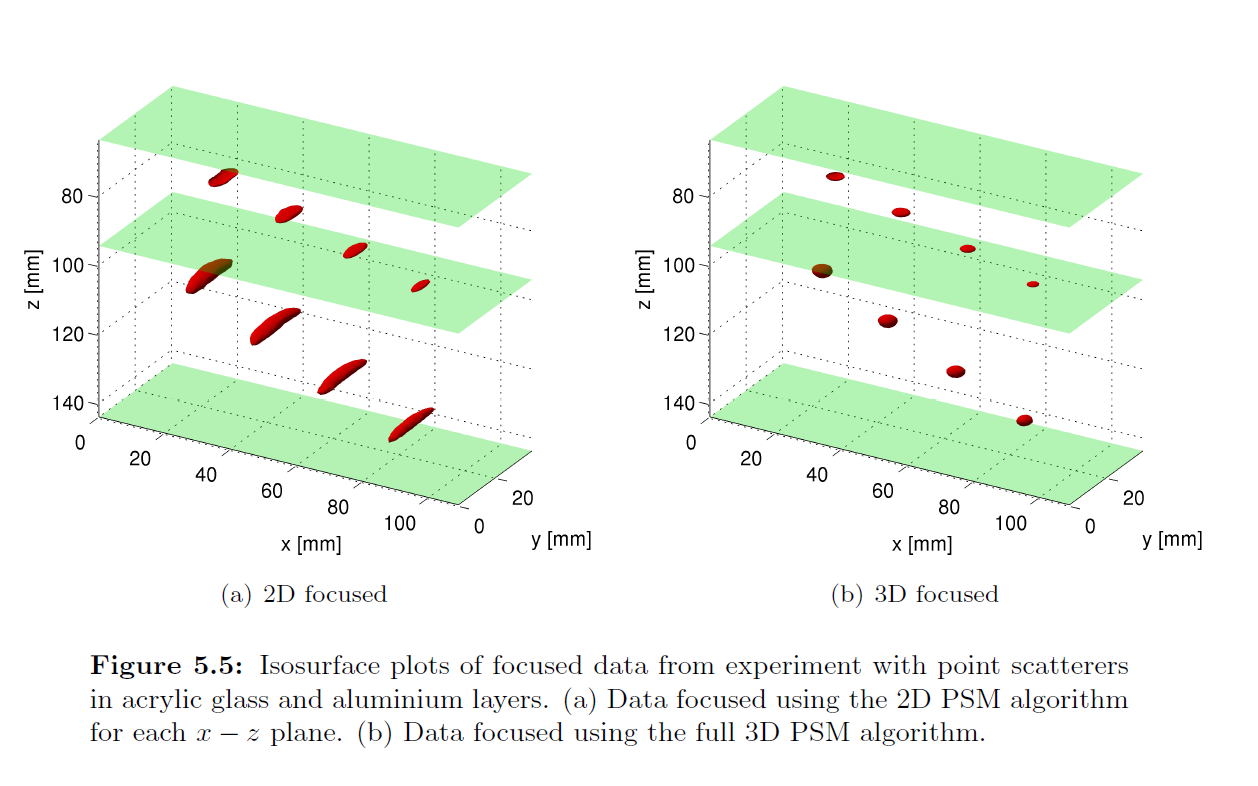 80
100
120
140
z [mm]
0
20
40
60
80
100
x [mm]
0
20
y [mm]
(a) 2D focused
80
100
120
140
z [mm]
0
20
40
60
80
100
x [mm]
0
20
y [mm]
(b) 3D focused
Figure 5.5: Isosurface plots of focused data from experiment with point scatterers
in acrylic glass and aluminium layers. (a) Data focused using the 2D PSM algorithm
for each x − z plane. (b) Data focused using the full 3D PSM algorithm.